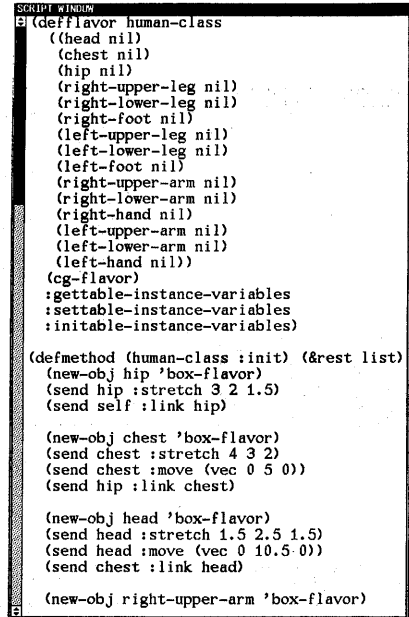 SCRIPT WINDOW
(defflavor human-class
((head nil)
(chest nil)
(hip nil)
(right-upper-leg nil)
(right-lower-leg nil)
(right-foot nil)
(left-upper-leg nil)
(left-lower-leg nil)
(left-foot nil)
(right-upper-arm nil)
(right-lower-arm nil)
(right-hand nil)
(left-upper-arm nil)
(left-lower-arm nil)
(left-hand nil))
(cg-flavor)
:gettable-instance-variables
:settable-instance-variables
:initable-instance-variables)
(defmethod (human-class :init) (&rest list)
(new-obj hip 'box-flavor)
(send hip :stretch 3 2 1.5)
(send self :link hip)
(new-obj chest 'box-flavor)
(send chest :stretch 4 3 2)
(send chest :move (vec 0 5 0))
(send hip :link chest)
(new-obj head 'box-flavor)
(send head :stretch 1.5 2.5 1.5)
(send head :move (vec 0 10.5 0))
(send chest :link head)
(new-obj right-upper-arm 'box-flavor)